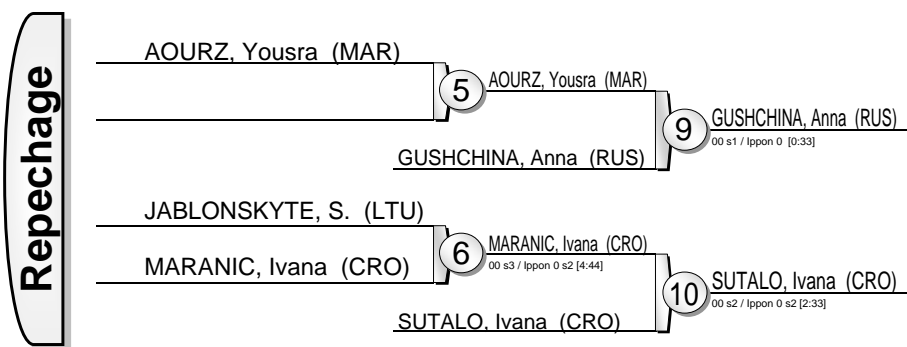 Repechage
AOURZ, Yousra (MAR)
5
AOURZ, Yousra (MAR)
GUSHCHINA, Anna (RUS)
9
GUSHCHINA, Anna (RUS)
00 s1 / Ippon 0 [0:33]
JABLONSKYTE, S. (LTU)
MARANIC, Ivana (CRO)
6
MARANIC, Ivana (CRO)
00 s3 / Ippon 0 s2 [4:44]
SUTALO, Ivana (CRO)
10
SUTALO, Ivana (CRO)
00 s2 / Ippon 0 s2 [2:33]